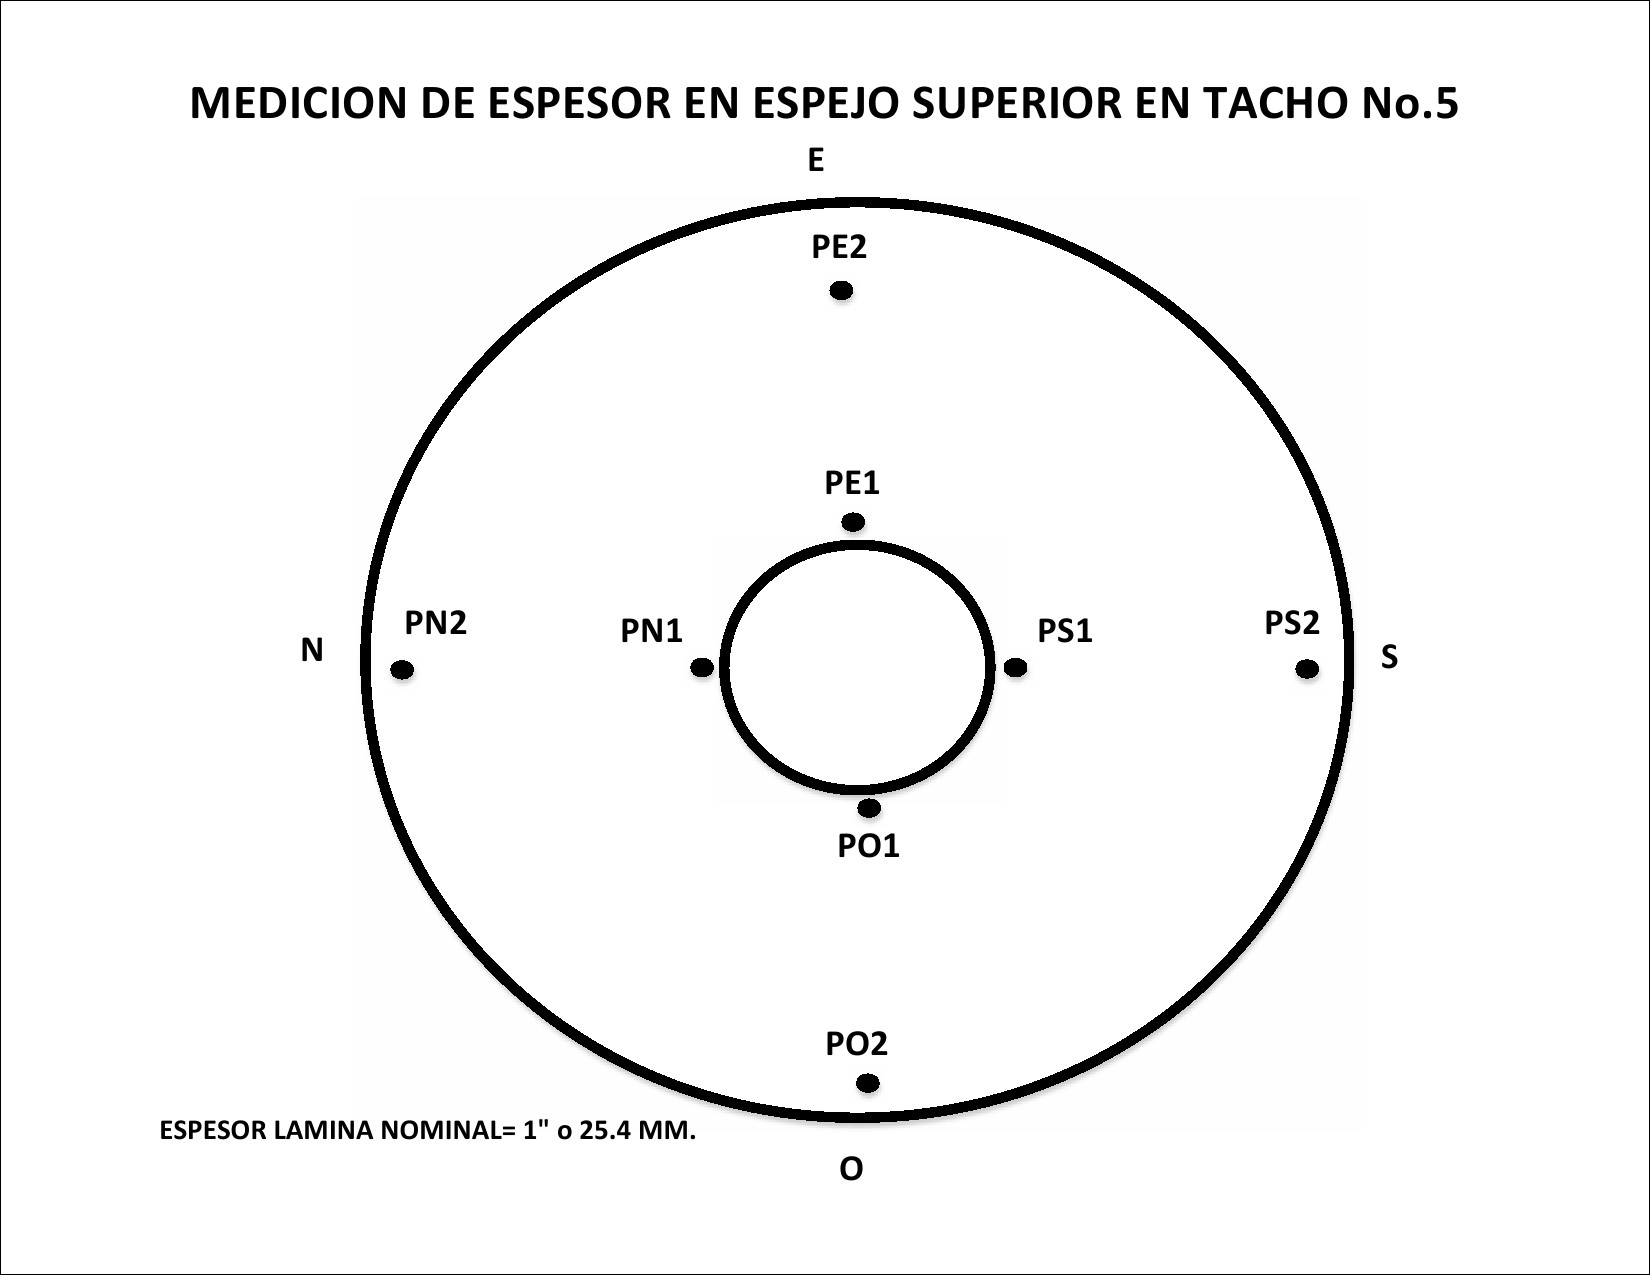 MEDICION DE ESPESOR EN ESPEJO SUPERIOR EN TACHO No.5
E
PE2
PE1
PN2
PN1
PS1
PS2
N
S
PO1
PO2
ESPESOR LAMINA NOMINAL= 1" o 25.4 MM.
O